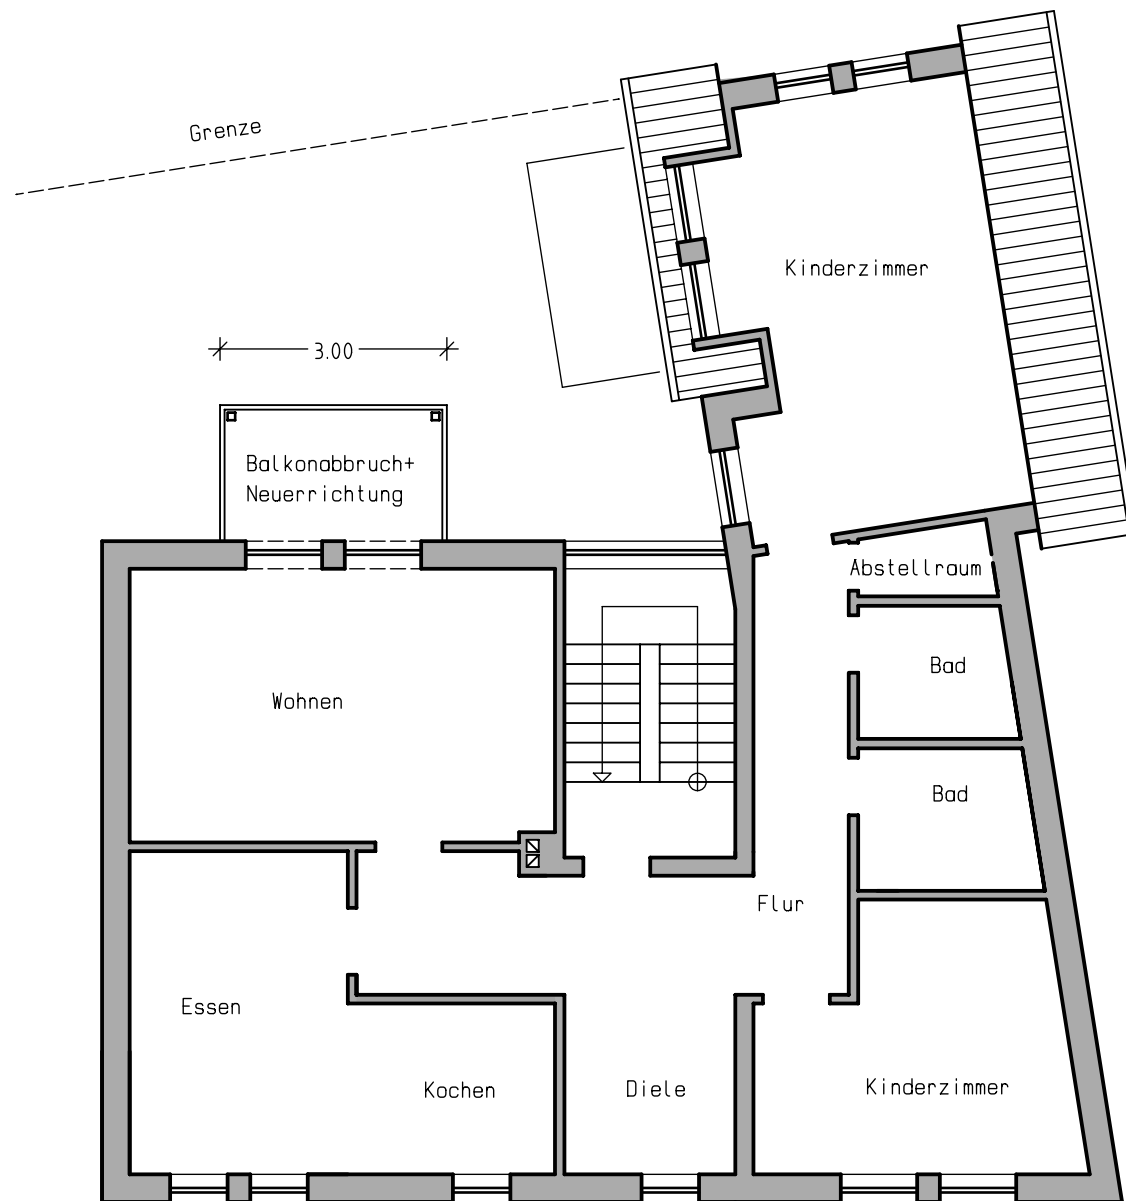 Grenze
Kinderzimmer
3.00
Balkonabbruch+
Neuerrichtung
Abstellraum
Bad
Wohnen
Bad
Flur
Essen
Kochen
Diele
Kinderzimmer